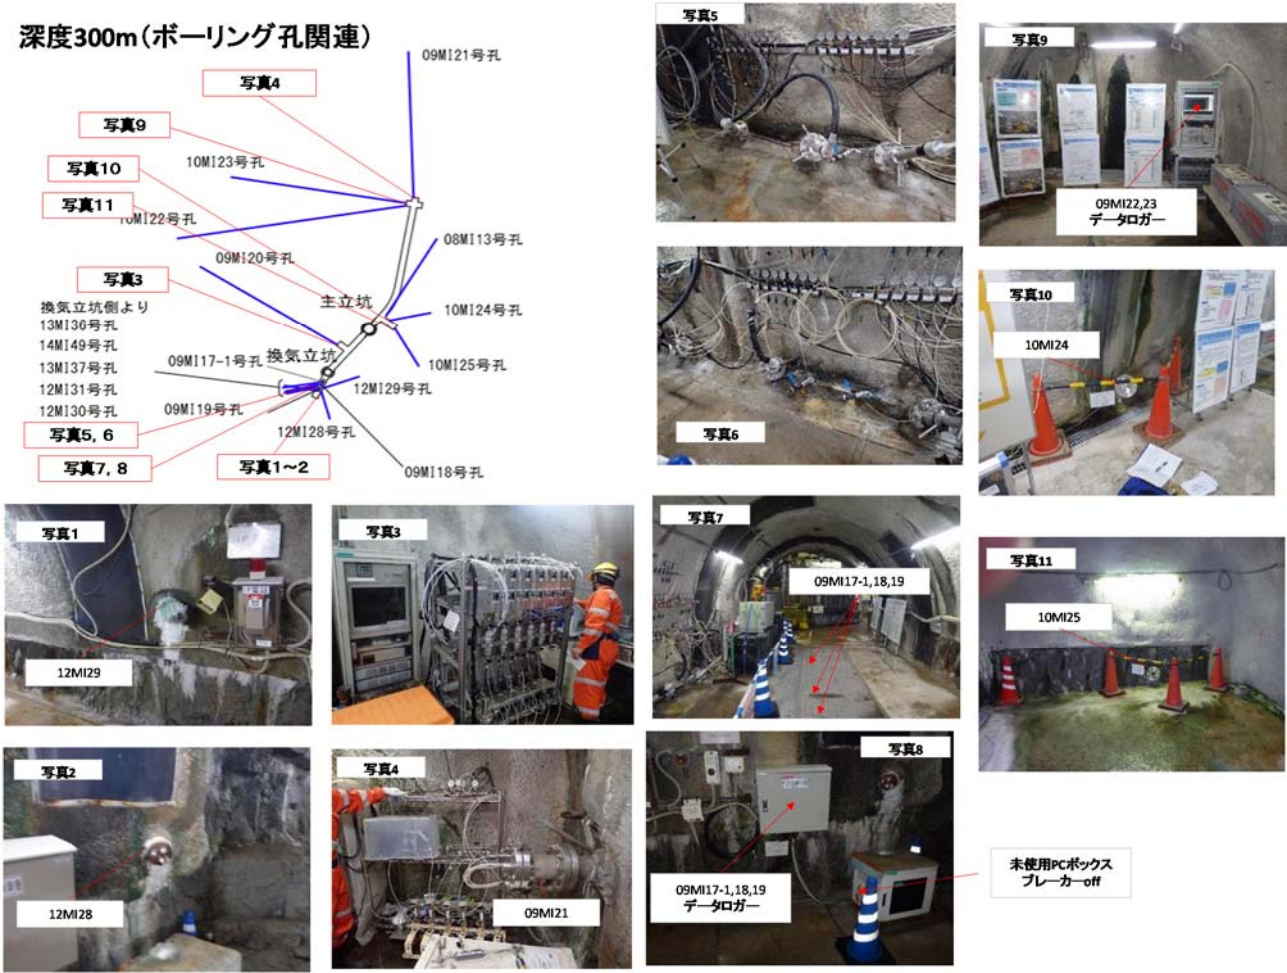 深度300m(ボーリング孔関連)
09MI21号孔
写真4
写真9
10MI23号孔
写真10
写真11
10MI22号孔
08MI13号孔
09MI20号孔
写真3
主立坑
換気立坑側より
13MI36号孔
10MI24号孔
14MI49号孔
09MI17-1号孔
換気立坑
13MI37号孔
10MI25号孔
12MI31号孔
12MI29号孔
12MI30号孔
09MI19号孔
写真5, 6
12MI28号孔
写真7, 8
写真1~2
09MI18号孔
写真5
写真9
09MI22,23
データロガー
写真6
写真10
10MI24
写真1
12MI29
写真3
写真7
09MI17-1,18,19
写真11
10MI25
写真2
12MI28
写真4
09MI21
写真8
09MI17-1,18,19
データロガー
未使用PCボックス
ブレーカーoff